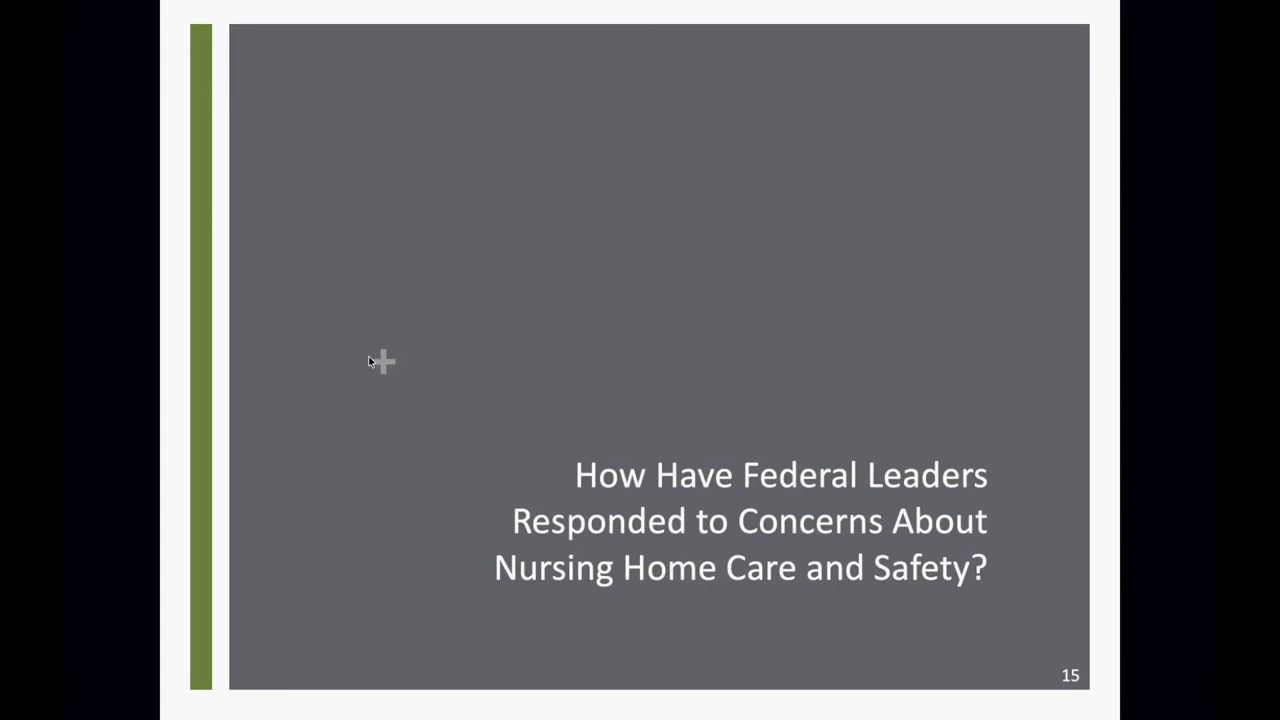 +
How Have Federal Leaders
Responded to Concerns About
Nursing Home Care and Safety?
15